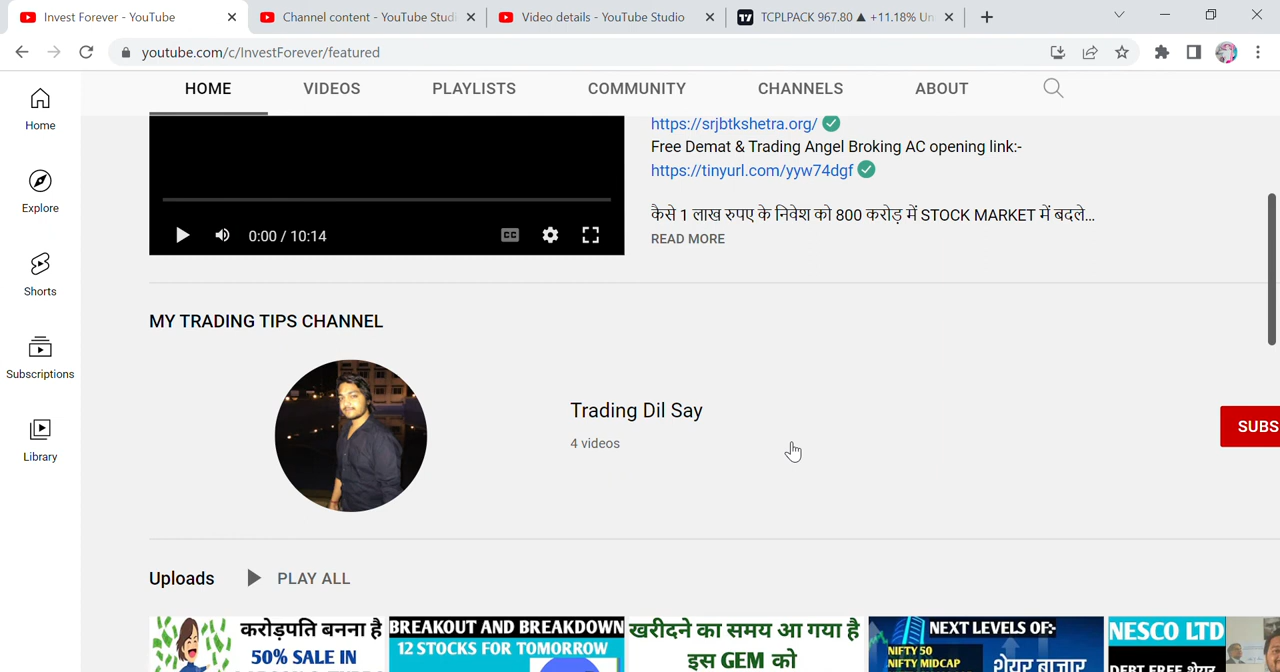 Invest Forever - YouTube
Channel content - YouTube Studi
Video details - YouTube Studio
TCPLPACK 967.80 ▲ +11.18% Un
youtube.com/c/InvestForever/featured
HOME
VIDEOS
PLAYLISTS
COMMUNITY
CHANNELS
ABOUT
Home
Explore
Shorts
Subscriptions
Library
0:00 / 10:14
CC
https://srjbtkshetra.org/
Free Demat & Trading Angel Broking AC opening link:-
https://tinyurl.com/yyw74dgf
कैसे 1 लाख रुपए के निवेश को 800 करोड़ में STOCK MARKET में बदले...
READ MORE
MY TRADING TIPS CHANNEL
Trading Dil Say
4 videos
SUBS
Uploads
PLAY ALL
करोड़पति बनना है
50% SALE IN
BREAKOUT AND BREAKDOWN
12 STOCKS FOR TOMORROW
खरीदने का समय आ गया है
इस GEM को
NEXT LEVELS OF:-
NIFTY 50
NIFTY MIDCAP
शेयर बाजार
NESCO LTD
DEBT FREE शेयर